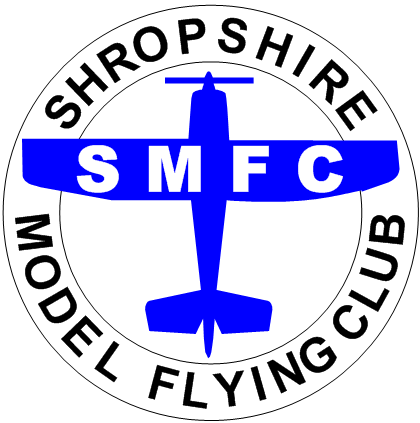 SHROPSHIRE
SMFC
MODEL FLYING CLUB